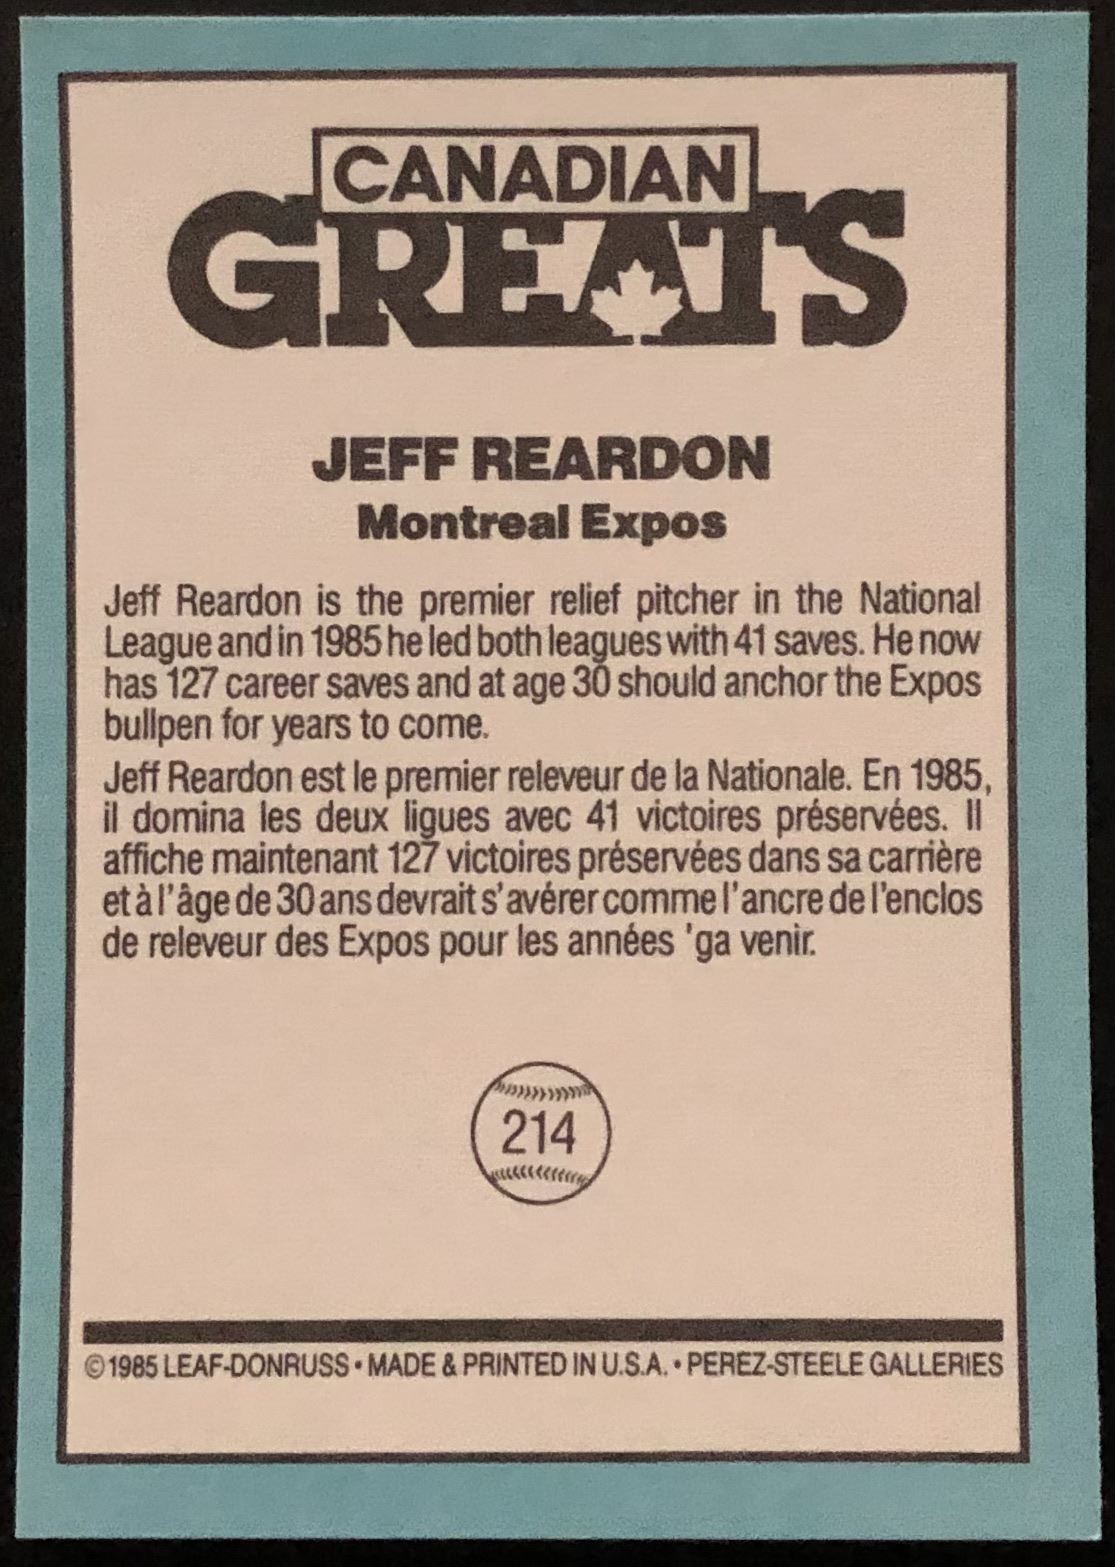 CANADIAN
GREATS
JEFF REARDON
Montreal Expos
Jeff Reardon is the premier relief pitcher in the National
League and in 1985 he led both leagues with 41 saves. He now
has 127 career saves and at age 30 should anchor the Expos
bullpen for years to come.
Jeff Reardon est le premier releveur de la Nationale. En 1985,
il domina les deux ligues avec 41 victoires préservées. Il
affiche maintenant 127 victoires préservées dans sa carrière
et à l'âge de 30 ans devrait s'avérer comme l'ancre de l'enclos
de releveur des Expos pour les années 'ga venir.
214
©1985 LEAF-DONRUSS • MADE & PRINTED IN U.S.A. • PEREZ-STEELE GALLERIES